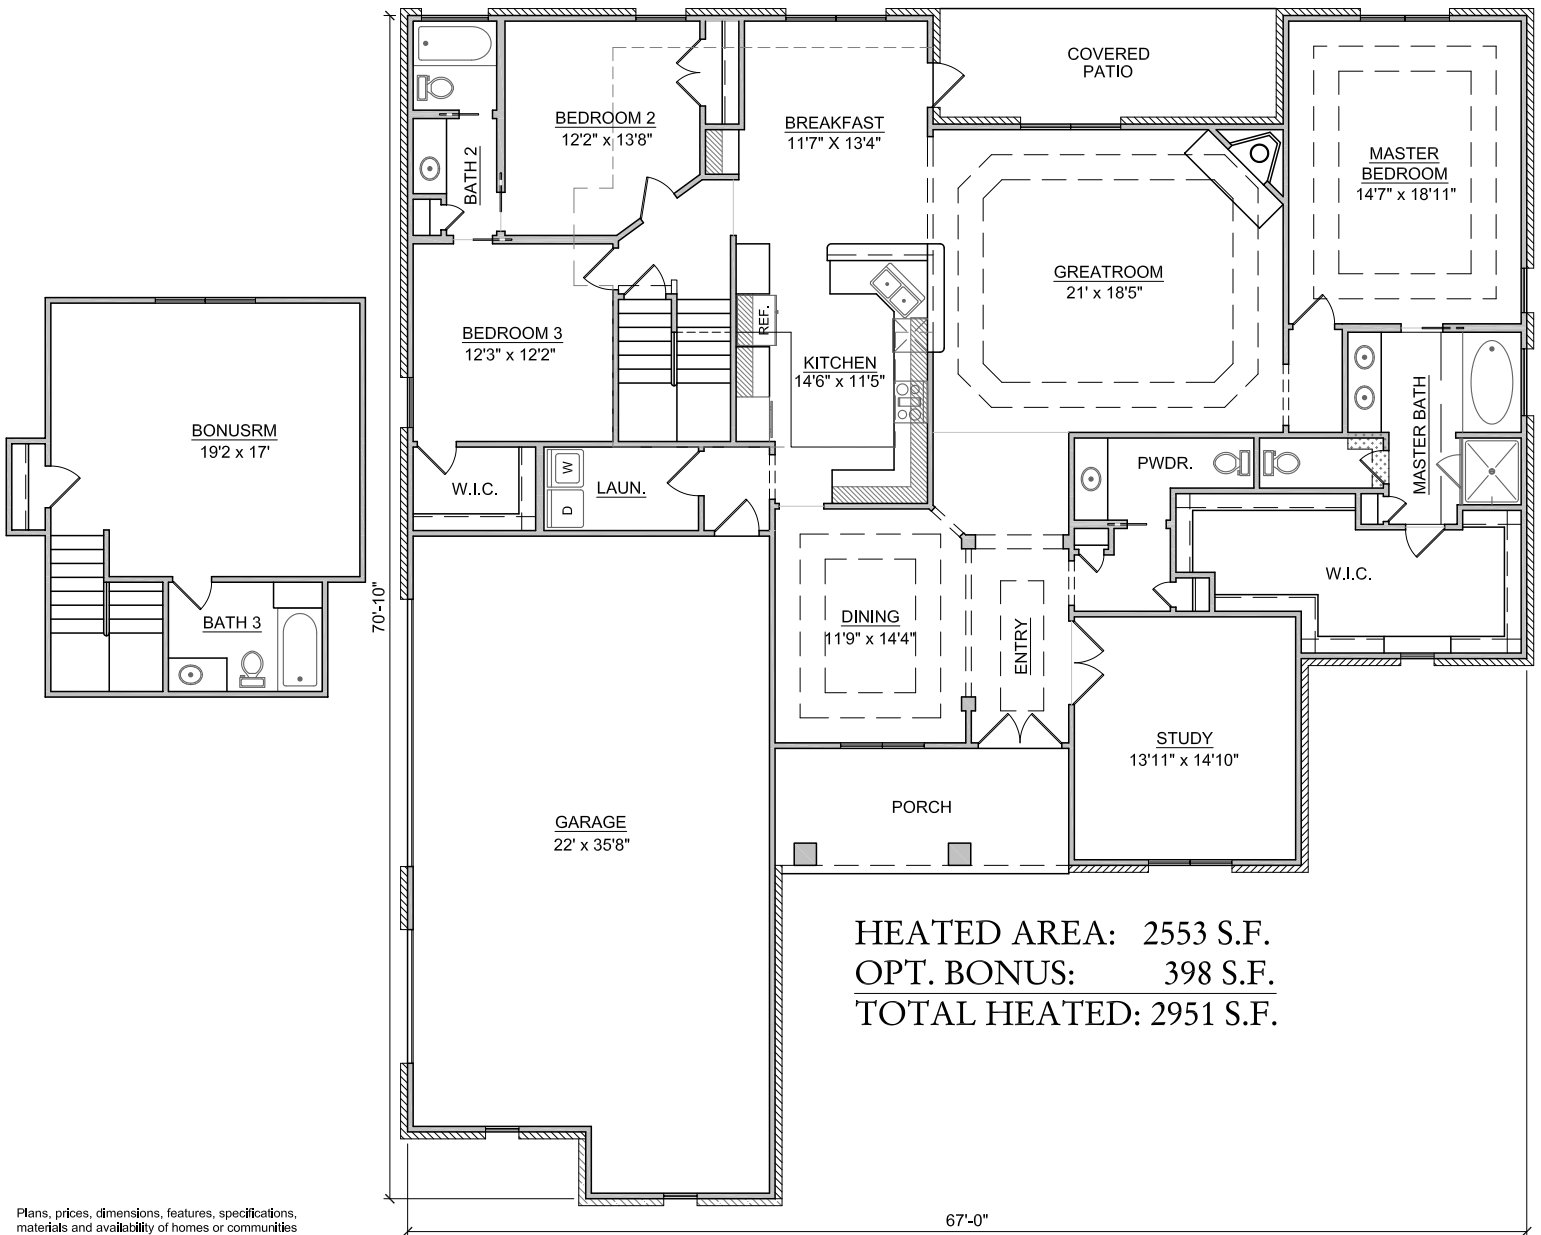 COVERED
PATIO
BEDROOM 2
12'2" x 13'8"
BREAKFAST
11'7" X 13'4"
MASTER
BEDROOM
14'7" x 18'11"
BATH 2
GREATROOM
21' x 18'5"
REF.
BEDROOM 3
12'3" x 12'2"
KITCHEN
14'6" x 11'5"
MASTER BATH
BONUSRM
19'2 x 17'
W.I.C.
W
D
LAUN.
PWDR.
W.I.C.
70'-10"
BATH 3
DINING
11'9" x 14'4"
ENTRY
STUDY
13'11" x 14'10"
PORCH
GARAGE
22' x 35'8"
HEATED AREA: 2553 S.F.
OPT. BONUS: 398 S.F.
TOTAL HEATED: 2951 S.F.
Plans, prices, dimensions, features, specifications,
materials and availability of homes or communities
67'-0"